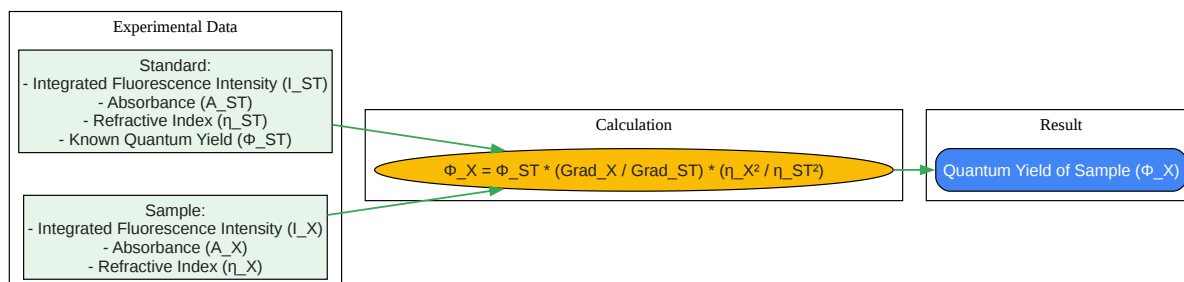 Experimental Data
Standard:
- Integrated Fluorescence Intensity (I_ST)
- Absorbance (A_ST)
- Refractive Index (η_ST)
- Known Quantum Yield (Φ_ST)
Sample:
- Integrated Fluorescence Intensity (I_X)
- Absorbance (A_X)
- Refractive Index (η_X)
Calculation
Φ_X = Φ_ST * (Grad_X / Grad_ST) * (η_X² / η_ST²)
Result
Quantum Yield of Sample (Φ_X)